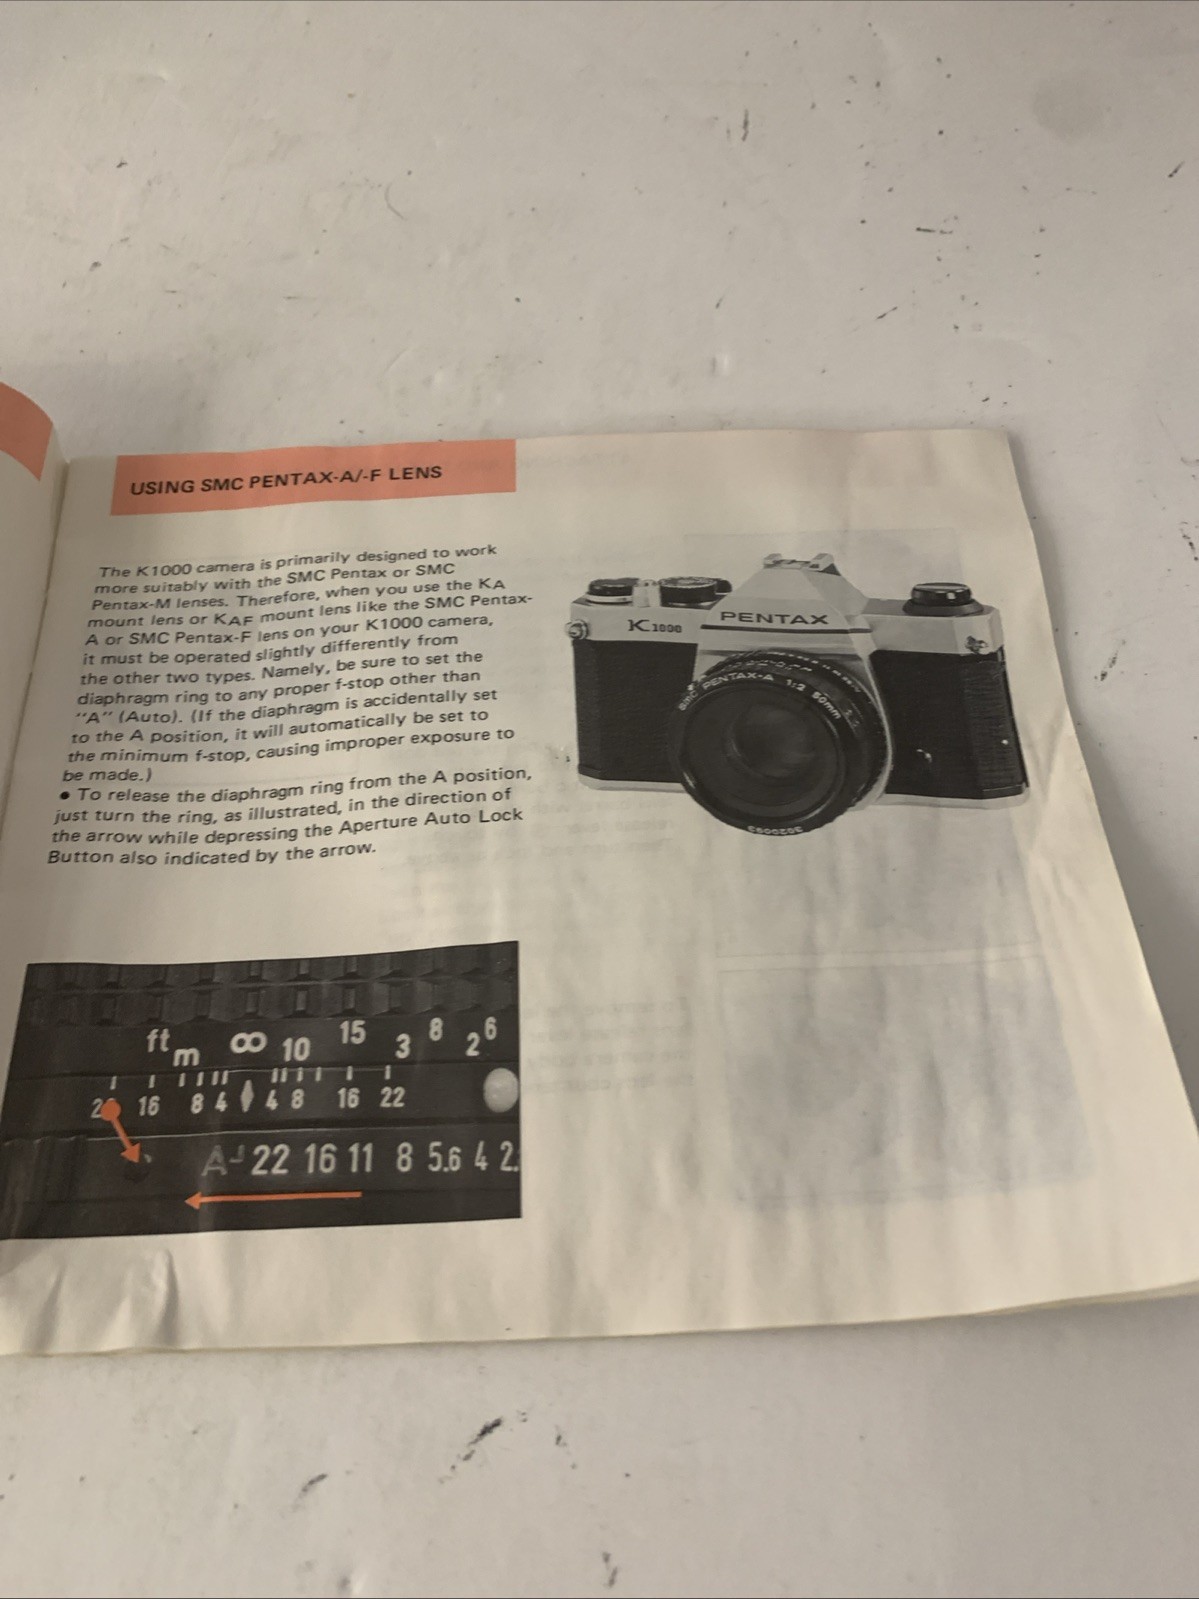 USING SMC PENTAX-A/-F LENS
The K1000 camera is primarily designed to work
more suitably with the SMC Pentax or SMC
Pentax-M lenses. Therefore, when you use the KA
mount lens or KAF mount lens like the SMC Pentax-
A or SMC Pentax-F lens on your K1000 camera,
it must be operated slightly differently from
the other two types. Namely, be sure to set the
diaphragm ring to any proper f-stop other than
"A" (Auto). (If the diaphragm is accidentally set
to the A position, it will automatically be set to
the minimum f-stop, causing improper exposure to
be made.)
• To release the diaphragm ring from the A position,
just turn the ring, as illustrated, in the direction of
the arrow while depressing the Aperture Auto Lock
Button also indicated by the arrow.
PENTAX
K1000
SMC PENTAX-A 1:2 50mm
3020093
ft m ∞ 10 15 3 8 2 6
16 8 4 4 8 16 22
A 22 16 11 8 5.6 4 2.